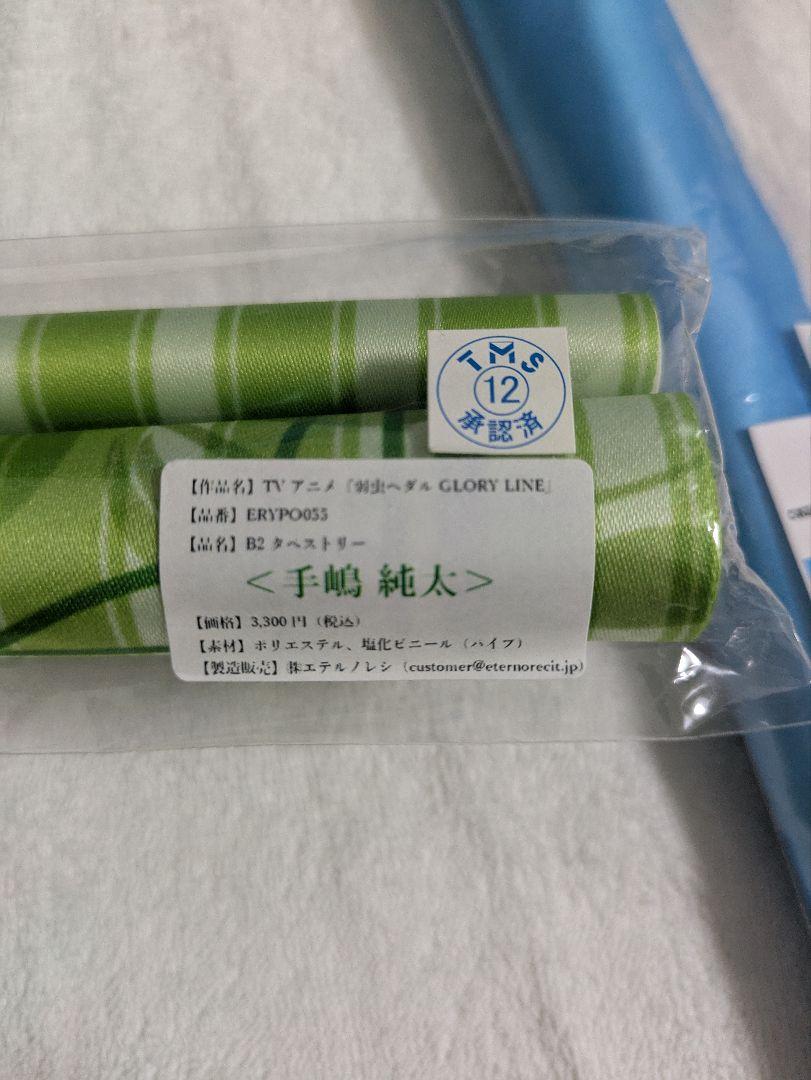 TMS
12
承認済
【作品名】TV アニメ「弱虫ペダル GLORY LINE」
【品番】ERYPO055
【品名】B2 タペストリー
＜手嶋 純太＞
【価格】3,300 円（税込）
【素材】ポリエステル、塩化ビニール（パイプ）
【製造販売】㈱エテルノレシ（customer@eternorecit.jp）